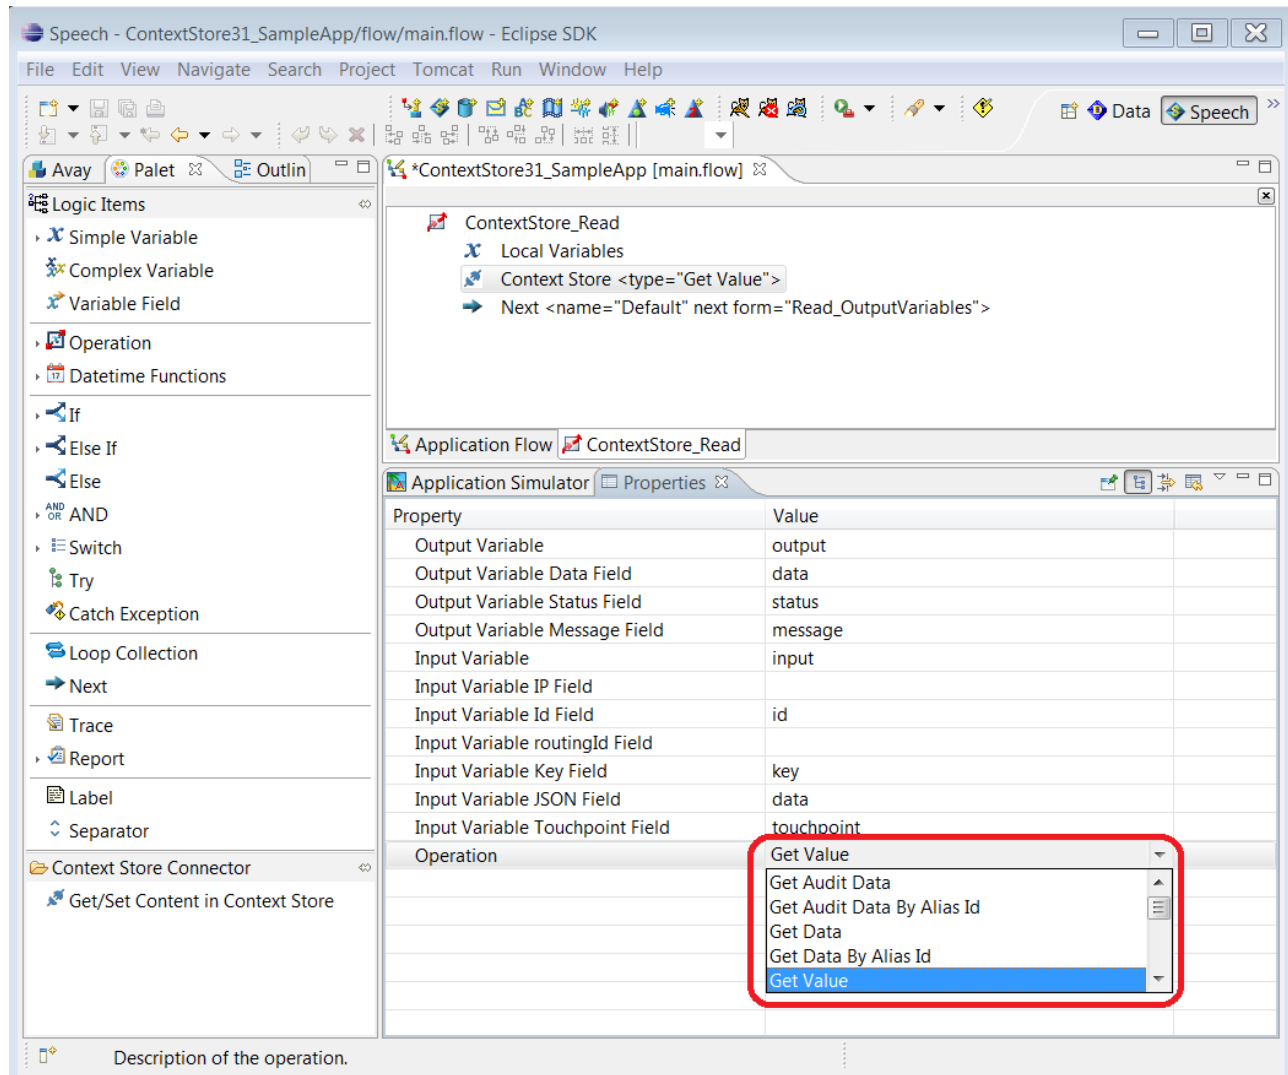 Speech - ContextStore31_SampleApp/flow/main.flow - Eclipse SDK
File Edit View Navigate Search Project Tomcat Run Window Help
Data Speech
Avay Palet Outlin
*ContextStore31_SampleApp [main.flow]
Logic Items
Simple Variable
Complex Variable
Variable Field
Operation
Datetime Functions
If
Else If
Else
AND OR AND
Switch
Try
Catch Exception
Loop Collection
Next
Trace
Report
Label
Separator
Context Store Connector
Get/Set Content in Context Store
ContextStore_Read
Local Variables
Context Store <type="Get Value">
Next <name="Default" next form="Read_OutputVariables">
Application Flow ContextStore_Read
Application Simulator Properties
Property Value
Output Variable output
Output Variable Data Field data
Output Variable Status Field status
Output Variable Message Field message
Input Variable input
Input Variable IP Field
Input Variable Id Field id
Input Variable routingId Field
Input Variable Key Field key
Input Variable JSON Field data
Input Variable Touchpoint Field touchpoint
Operation Get Value
Get Audit Data
Get Audit Data By Alias Id
Get Data
Get Data By Alias Id
Get Value
Description of the operation.